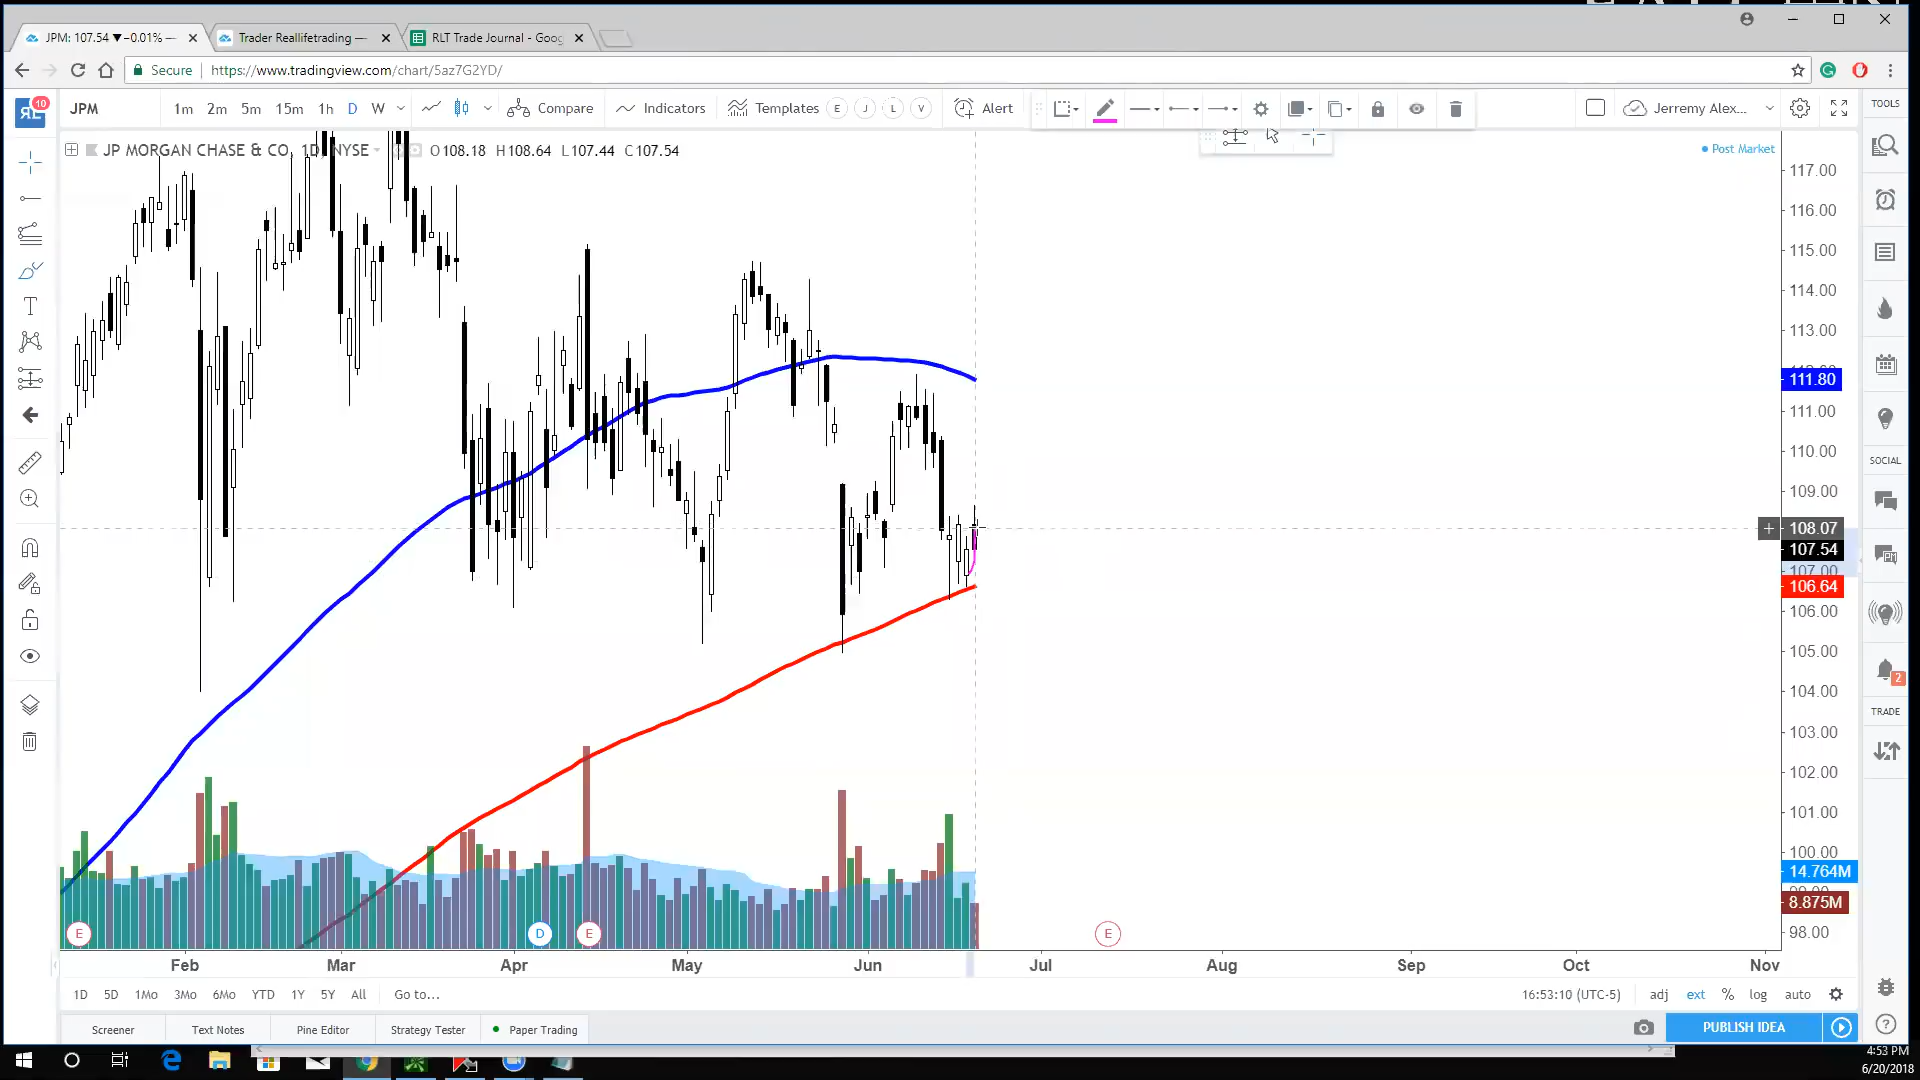 JPM: 107.54 ▼−0.01% —
Trader Reallifetrading —
RLT Trade Journal - Goog
Secure
https://www.tradingview.com/chart/5az7G2YD/
10
JPM
1m 2m 5m 15m 1h D W
Compare
Indicators
Templates
E J L V
Alert
Jerremy Alex...
TOOLS
JP MORGAN CHASE & CO, 1D, NYSE
O108.18 H108.64 L107.44 C107.54
Post Market
117.00
116.00
115.00
114.00
113.00
111.80
111.00
110.00
109.00
108.07
107.54
107.00
106.64
106.00
105.00
104.00
103.00
102.00
101.00
100.00
14.764M
8.875M
98.00
SOCIAL
2
TRADE
E D E E
Feb Mar Apr May Jun Jul Aug Sep Oct Nov
1D 5D 1Mo 3Mo 6Mo YTD 1Y 5Y All Go to...
16:53:10 (UTC-5) adj ext % log auto
Screener Text Notes Pine Editor Strategy Tester Paper Trading
PUBLISH IDEA
4:53 PM
6/20/2018